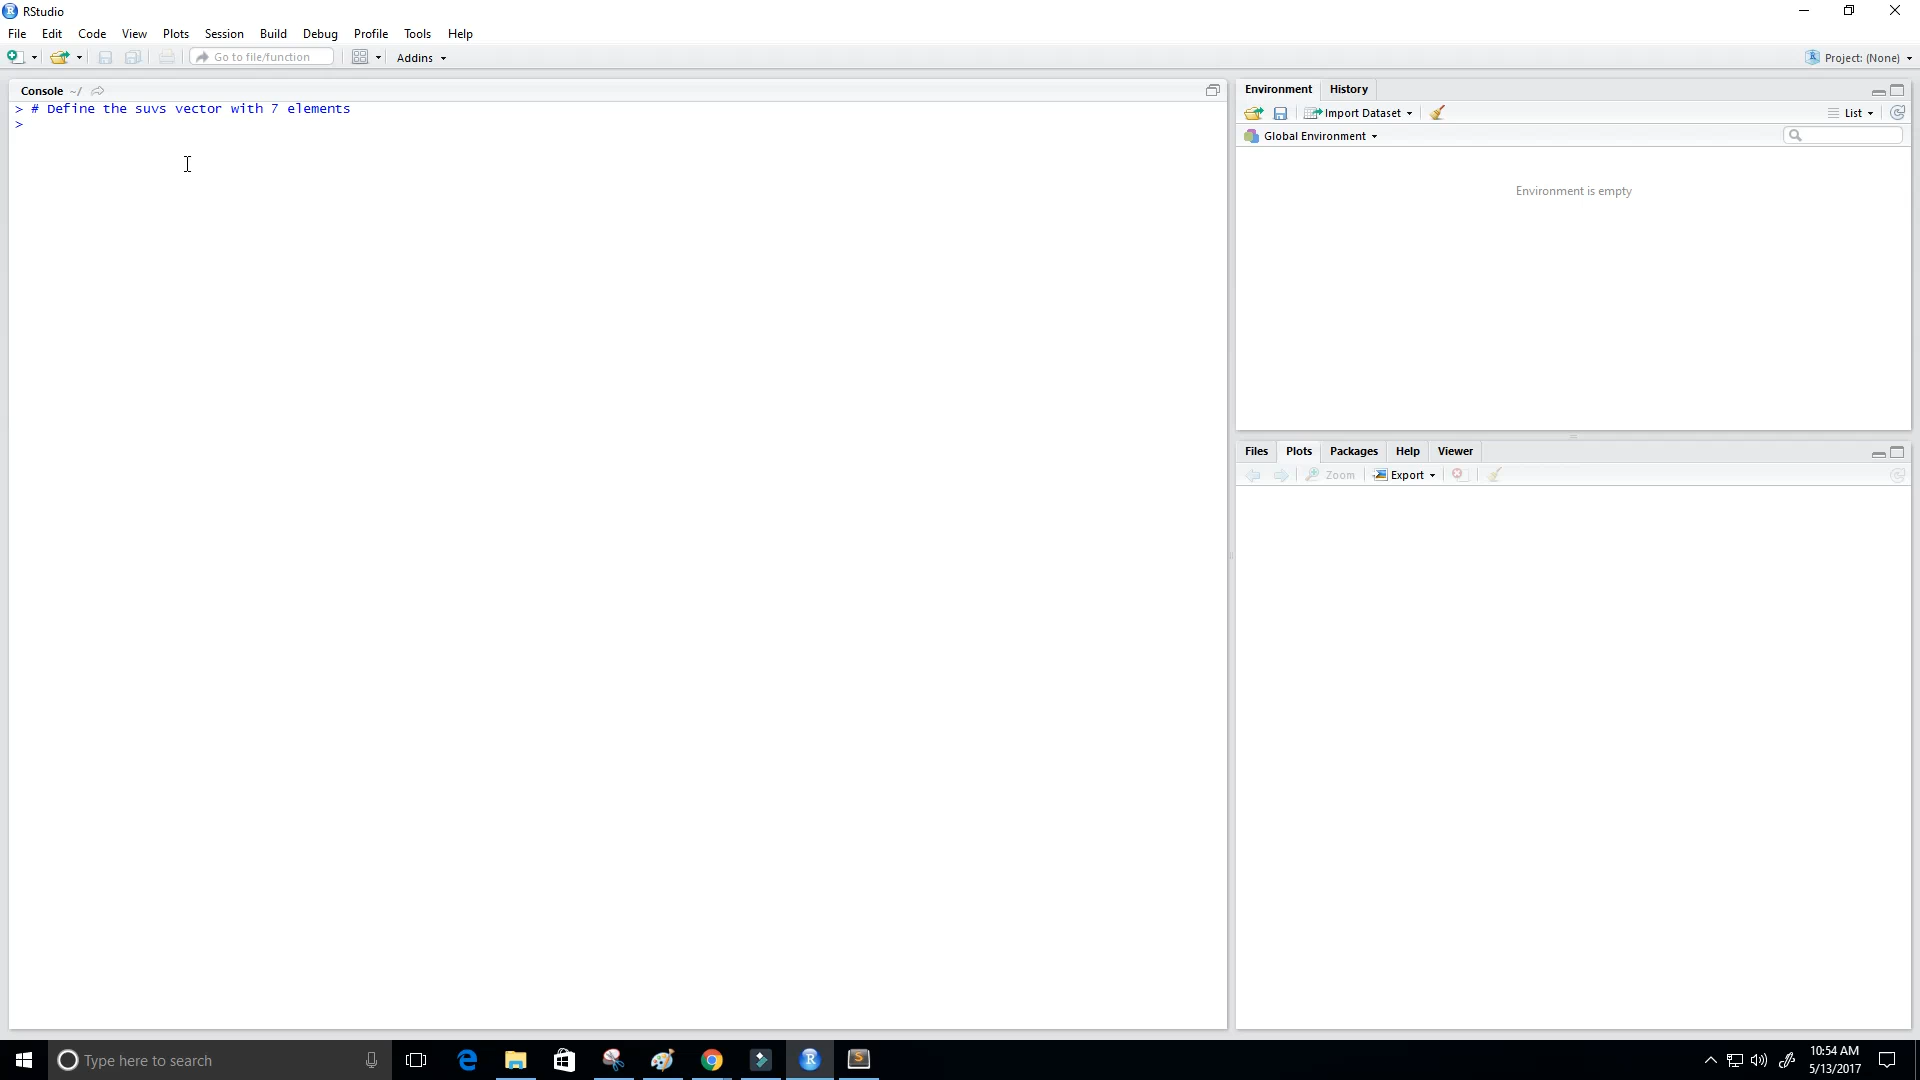 RStudio
File Edit Code View Plots Session Build Debug Profile Tools Help
Go to file/function Addins Project: (None)
Console ~/
> # Define the suvs vector with 7 elements
>
Environment History
Import Dataset List
Global Environment
Environment is empty
Files Plots Packages Help Viewer
Zoom Export
Type here to search
10:54 AM
5/13/2017